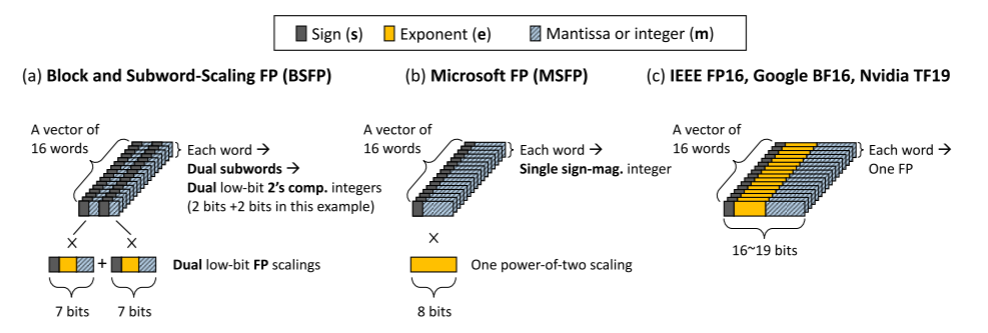 Sign (s) Exponent (e) Mantissa or integer (m)
(a) Block and Subword-Scaling FP (BSFP)
A vector of
16 words
Each word →
Dual subwords →
Dual low-bit 2's comp. integers
(2 bits +2 bits in this example)
× ×
+
Dual low-bit FP scalings
7 bits 7 bits
(b) Microsoft FP (MSFP)
A vector of
16 words
Each word →
Single sign-mag. integer
×
One power-of-two scaling
8 bits
(c) IEEE FP16, Google BF16, Nvidia TF19
A vector of
16 words
Each word →
One FP
16~19 bits